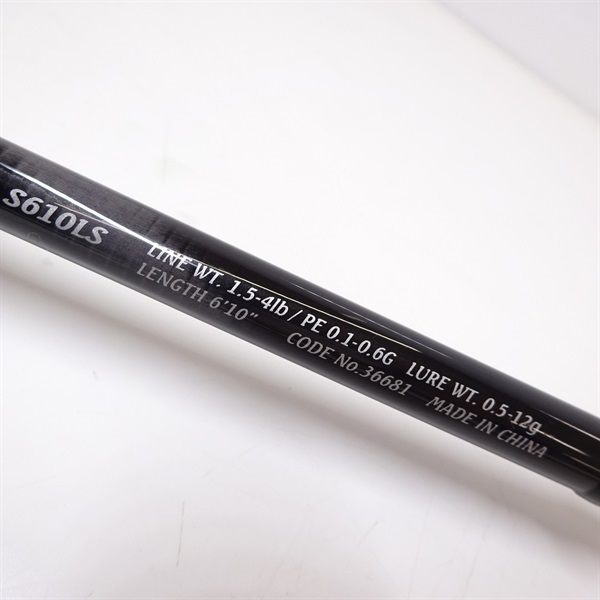 S610LS
LINE WT. 1.5-4lb / PE 0.1-0.6G LURE WT. 0.5-12g
LENGTH 6'10" CODE No.36681 MADE IN CHINA